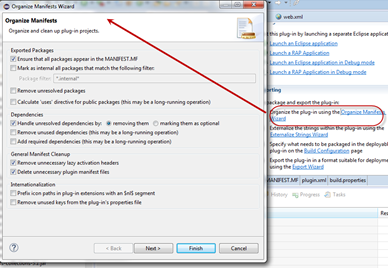 Organize Manifests Wizard
Organize Manifests
Organize and clean up plug-in projects.
Exported Packages
Ensure that all packages appear in the MANIFEST.MF
Mark as internal all packages that match the following filter:
Package filter: .*internal*
Remove unresolved packages
Calculate 'uses' directive for public packages (this may be a long-running operation)
Dependencies
Handle unresolved dependencies by: removing them marking them as optional
Remove unused dependencies (this may be a long-running operation)
Add required dependencies (this may be a long-running operation)
General Manifest Cleanup
Remove unnecessary lazy activation headers
Delete unnecessary plugin manifest files
Internationalization
Prefix icon paths in plug-in extensions with an $nl$ segment
Remove unused keys from the plug-in's properties file
?
< Back Next > Finish Cancel
web.xml
this plug-in by launching a separate Eclipse applicatio
Launch an Eclipse application
Launch a RAP Application
Launch an Eclipse application in Debug mode
Launch a RAP Application in Debug mode
orting
package and export the plug-in:
Organize the plug-in using the Organize Manifests
Wizard
Externalize the strings within the plug-in using the
Externalize Strings Wizard
Specify what needs to be packaged in the deployable
plug-in on the Build Configuration page
Export the plug-in in a format suitable for deployment
using the Export Wizard
MANIFEST.MF plugin.xml build.properties
History Progress Tasks